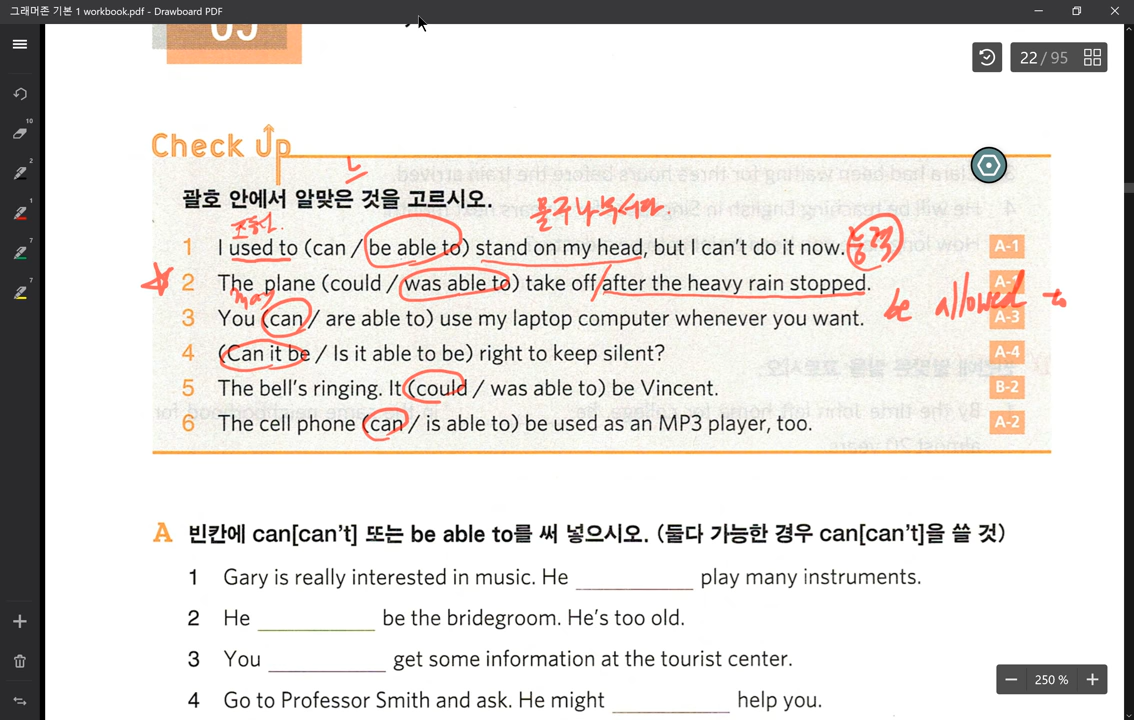 그래머존 기본 1 workbook.pdf - Drawboard PDF
09
22 / 95
Check Up
괄호 안에서 알맞은 것을 고르시오.
조동사
물구나무서다.
1 I used to (can / be able to) stand on my head, but I can't do it now. 능력 A-1
2 The plane (could / was able to) take off / after the heavy rain stopped. A-1
may
be allowed to
3 You (can / are able to) use my laptop computer whenever you want. A-3
4 (Can it be / Is it able to be) right to keep silent? A-4
5 The bell's ringing. It (could / was able to) be Vincent. B-2
6 The cell phone (can / is able to) be used as an MP3 player, too. A-2
A 빈칸에 can[can't] 또는 be able to를 써 넣으시오. (둘다 가능한 경우 can[can't]을 쓸 것)
1 Gary is really interested in music. He ________ play many instruments.
2 He ________ be the bridegroom. He's too old.
3 You ________ get some information at the tourist center.
4 Go to Professor Smith and ask. He might ________ help you.
10
2
1
7
7
250 %